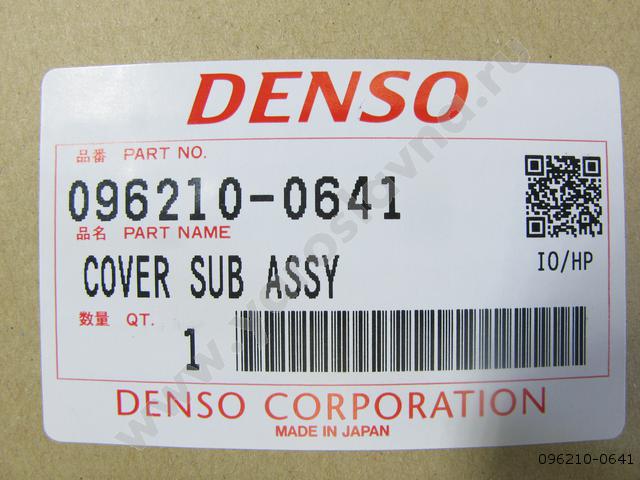 DENSO
品番 PART NO.
096210-0641
品名 PART NAME
COVER SUB ASSY
IO/HP
数量 QT.
1
DENSO CORPORATION
MADE IN JAPAN
096210-0641